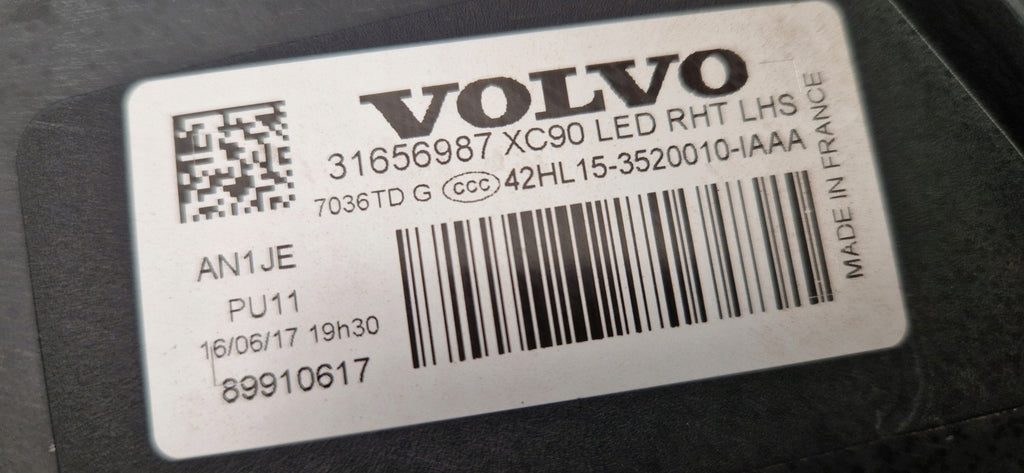 VOLVO
31656987 XC90 LED RHT LHS
7036TD G CCC 42HL15-3520010-IAAA
MADE IN FRANCE
AN1JE
PU11
16/06/17 19h30
89910617